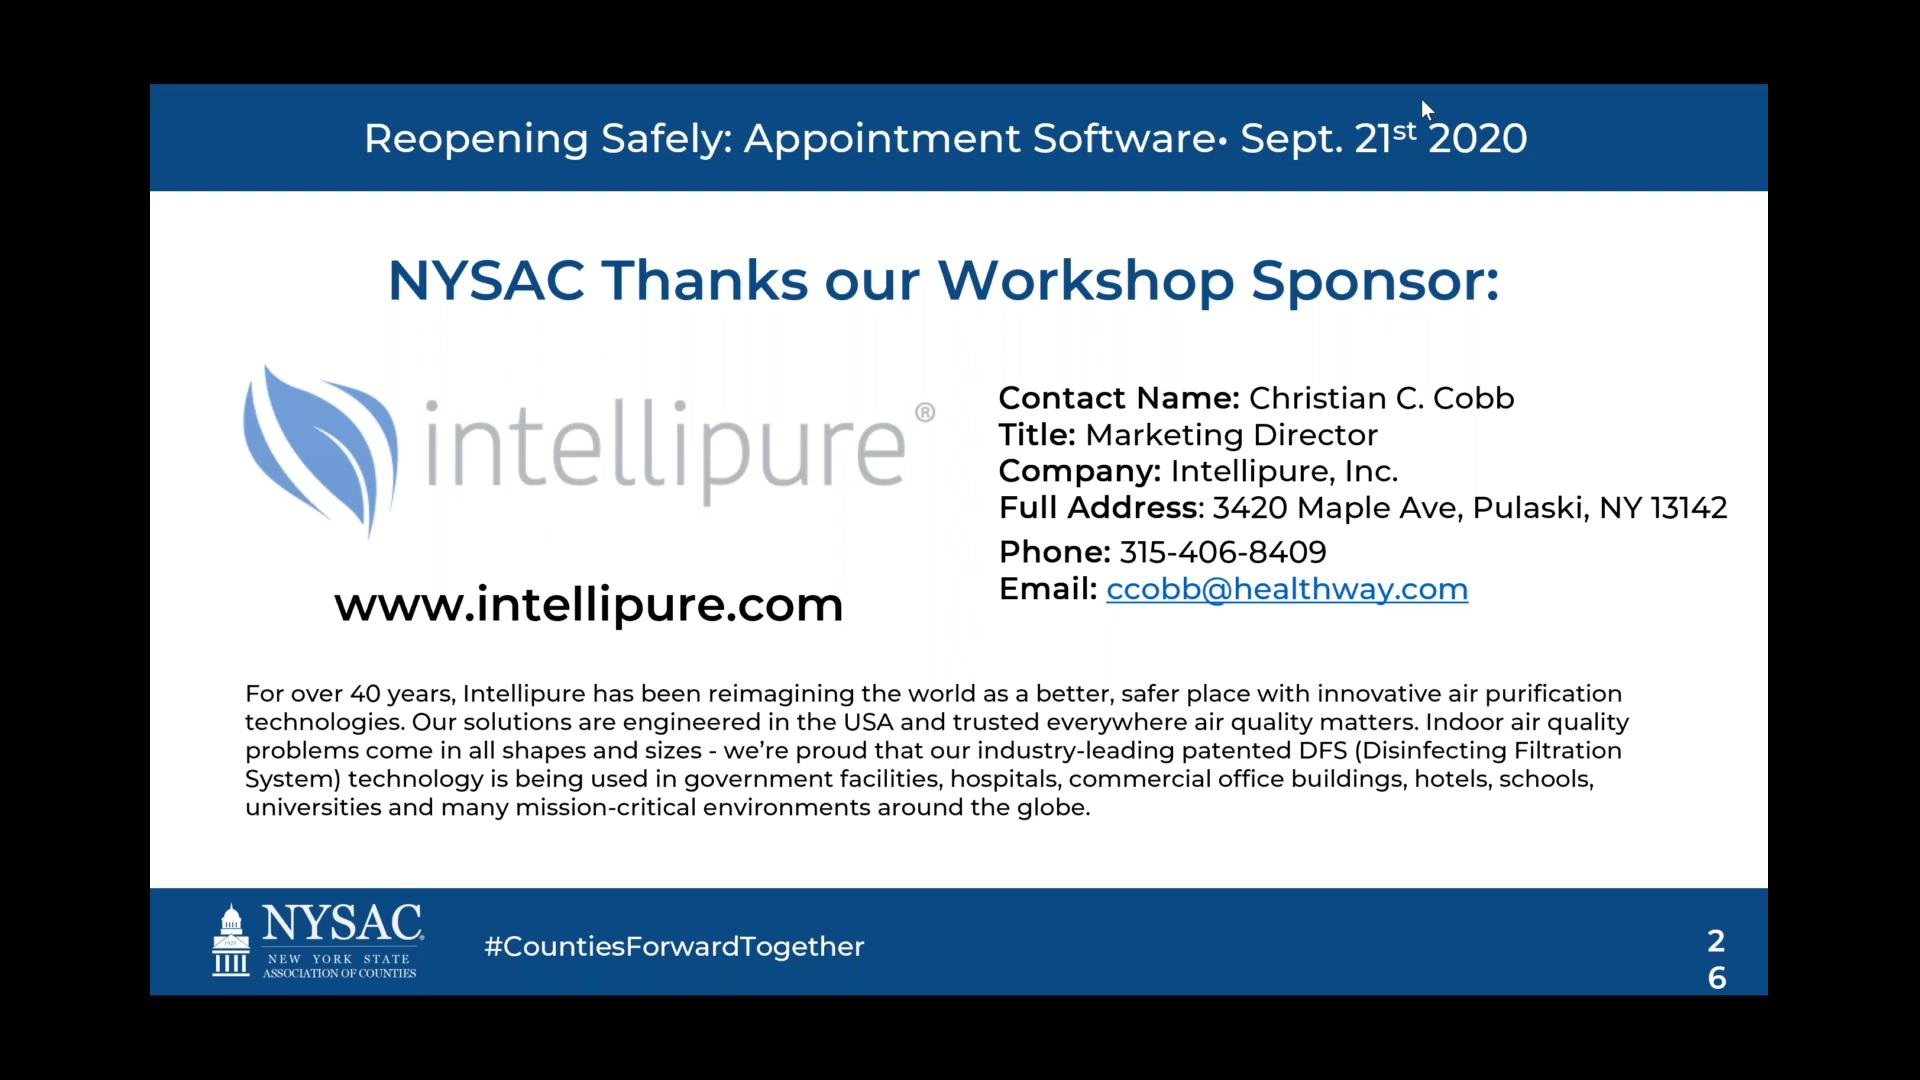 Reopening Safely: Appointment Software• Sept. 21st 2020
NYSAC Thanks our Workshop Sponsor:
intellipure®
www.intellipure.com
Contact Name: Christian C. Cobb
Title: Marketing Director
Company: Intellipure, Inc.
Full Address: 3420 Maple Ave, Pulaski, NY 13142
Phone: 315-406-8409
Email: ccobb@healthway.com
For over 40 years, Intellipure has been reimagining the world as a better, safer place with innovative air purification
technologies. Our solutions are engineered in the USA and trusted everywhere air quality matters. Indoor air quality
problems come in all shapes and sizes - we’re proud that our industry-leading patented DFS (Disinfecting Filtration
System) technology is being used in government facilities, hospitals, commercial office buildings, hotels, schools,
universities and many mission-critical environments around the globe.
1925
NYSAC®
NEW YORK STATE
ASSOCIATION OF COUNTIES
#CountiesForwardTogether
2
6